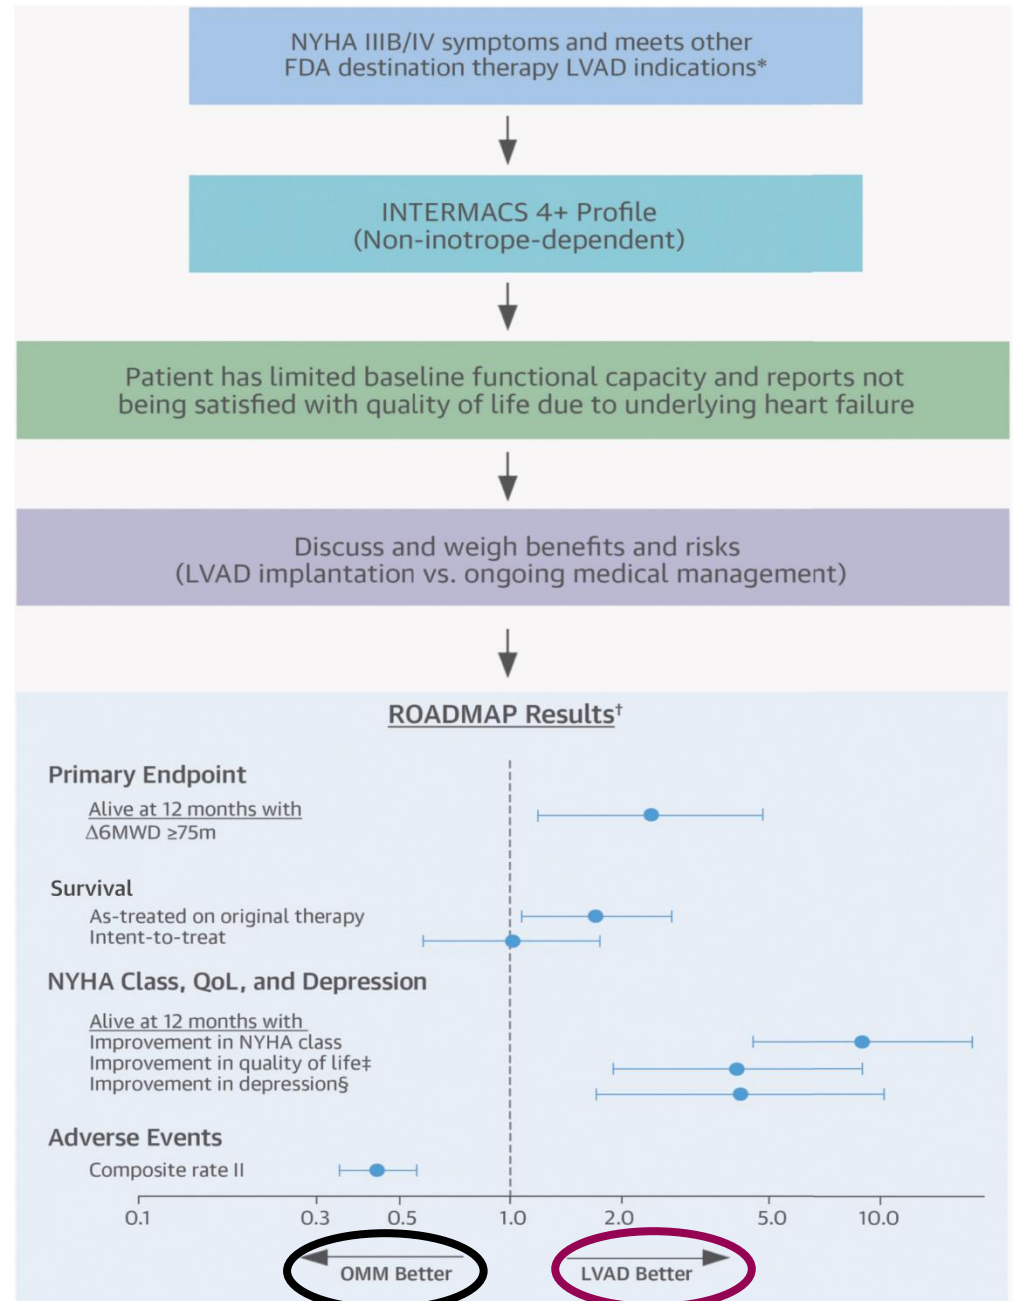 NYHA IIIB/IV symptoms and meets other
FDA destination therapy LVAD indications*
INTERMACS 4+ Profile
(Non-inotrope-dependent)
Patient has limited baseline functional capacity and reports not
being satisfied with quality of life due to underlying heart failure
Discuss and weigh benefits and risks
(LVAD implantation vs. ongoing medical management)
ROADMAP Results†
Primary Endpoint
Alive at 12 months with
Δ6MWD ≥75m
Survival
As-treated on original therapy
Intent-to-treat
NYHA Class, QoL, and Depression
Alive at 12 months with
Improvement in NYHA class
Improvement in quality of life‡
Improvement in depression§
Adverse Events
Composite rate II
0.1 0.3 0.5 1.0 2.0 5.0 10.0
OMM Better LVAD Better